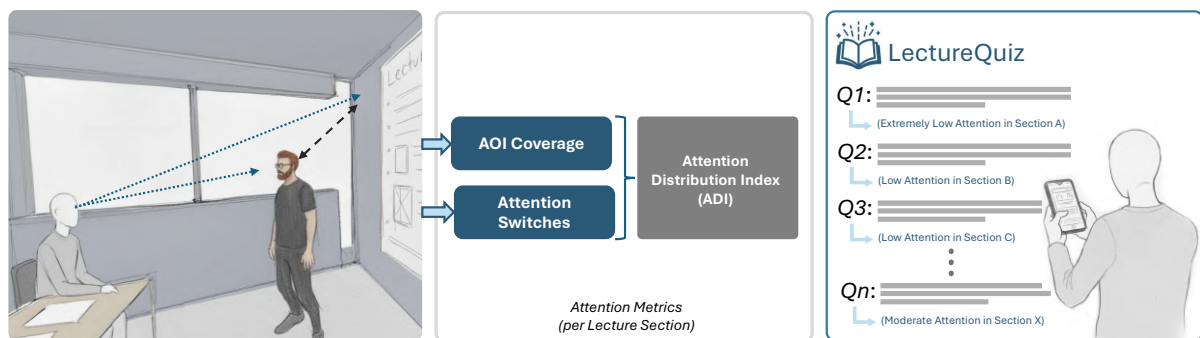 Lectu
AOI Coverage
Attention
Switches
Attention
Distribution Index
(ADI)
Attention Metrics
(per Lecture Section)
LectureQuiz
Q1:
(Extremely Low Attention in Section A)
Q2:
(Low Attention in Section B)
Q3:
(Low Attention in Section C)
Qn:
(Moderate Attention in Section X)